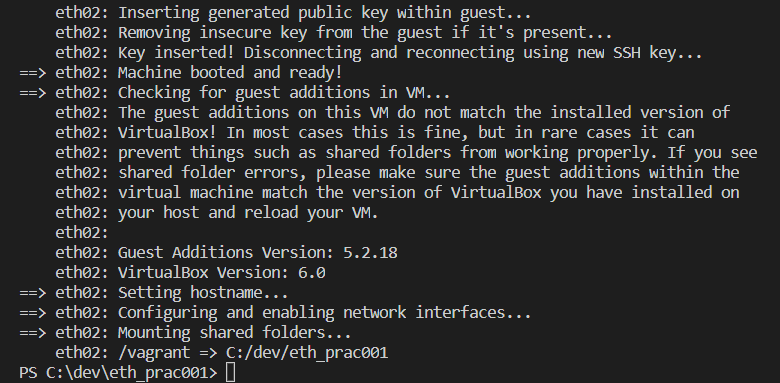 eth02: Inserting generated public key within guest...
eth02: Removing insecure key from the guest if it's present...
eth02: Key inserted! Disconnecting and reconnecting using new SSH key...
==> eth02: Machine booted and ready!
==> eth02: Checking for guest additions in VM...
eth02: The guest additions on this VM do not match the installed version of
eth02: VirtualBox! In most cases this is fine, but in rare cases it can
eth02: prevent things such as shared folders from working properly. If you see
eth02: shared folder errors, please make sure the guest additions within the
eth02: virtual machine match the version of VirtualBox you have installed on
eth02: your host and reload your VM.
eth02:
eth02: Guest Additions Version: 5.2.18
eth02: VirtualBox Version: 6.0
==> eth02: Setting hostname...
==> eth02: Configuring and enabling network interfaces...
==> eth02: Mounting shared folders...
eth02: /vagrant => C:/dev/eth_prac001
PS C:\dev\eth_prac001>